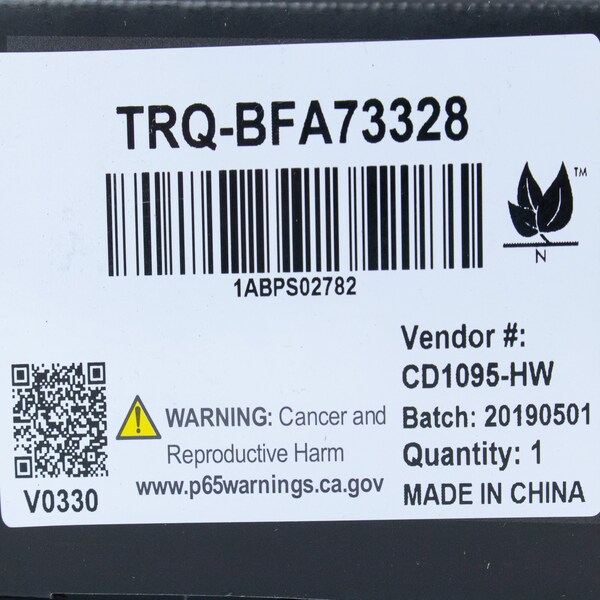 TRQ-BFA73328
TM
N
1ABPS02782
Vendor #:
CD1095-HW
Batch: 20190501
Quantity: 1
MADE IN CHINA
WARNING: Cancer and
Reproductive Harm
www.p65warnings.ca.gov
V0330